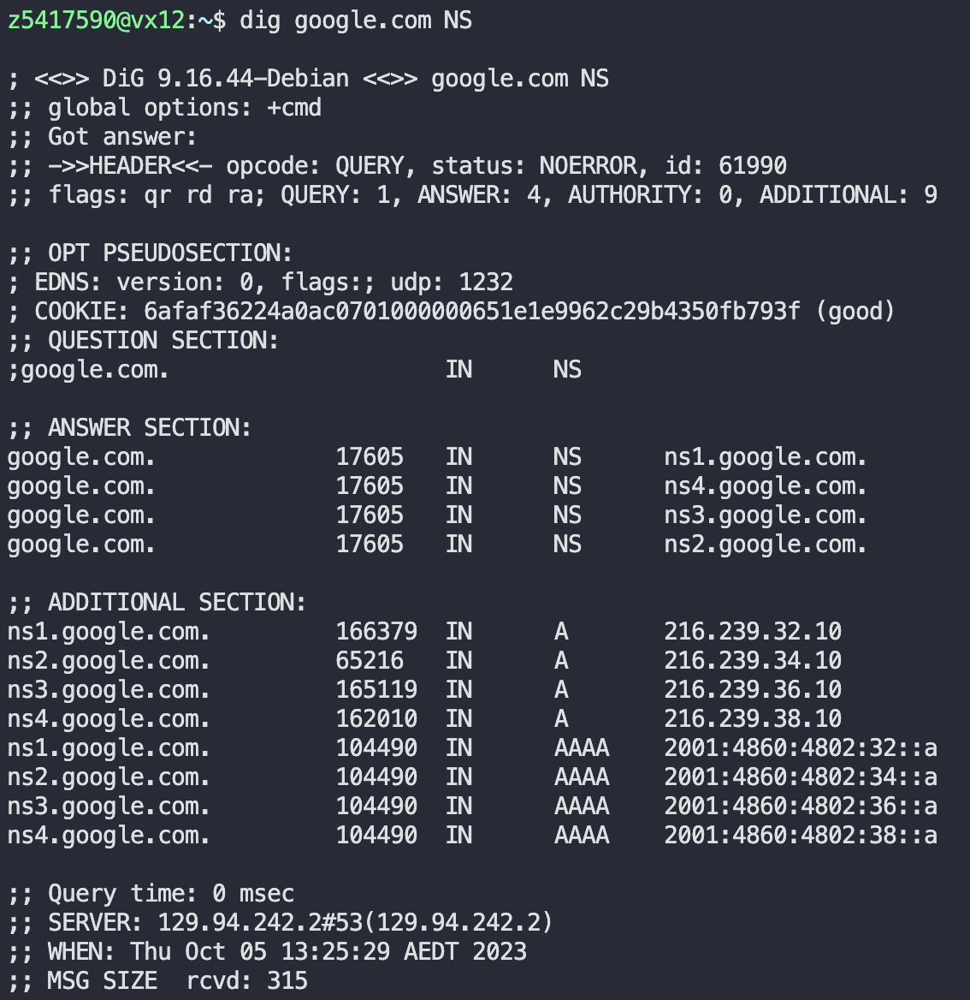 z5417590@vx12:~$ dig google.com NS

; <<>> DiG 9.16.44-Debian <<>> google.com NS
;; global options: +cmd
;; Got answer:
;; ->>HEADER<<- opcode: QUERY, status: NOERROR, id: 61990
;; flags: qr rd ra; QUERY: 1, ANSWER: 4, AUTHORITY: 0, ADDITIONAL: 9

;; OPT PSEUDOSECTION:
; EDNS: version: 0, flags:; udp: 1232
; COOKIE: 6afaf36224a0ac0701000000651e1e9962c29b4350fb793f (good)
;; QUESTION SECTION:
;google.com.			IN	NS

;; ANSWER SECTION:
google.com.		17605	IN	NS	ns1.google.com.
google.com.		17605	IN	NS	ns4.google.com.
google.com.		17605	IN	NS	ns3.google.com.
google.com.		17605	IN	NS	ns2.google.com.

;; ADDITIONAL SECTION:
ns1.google.com.		166379	IN	A	216.239.32.10
ns2.google.com.		65216	IN	A	216.239.34.10
ns3.google.com.		165119	IN	A	216.239.36.10
ns4.google.com.		162010	IN	A	216.239.38.10
ns1.google.com.		104490	IN	AAAA	2001:4860:4802:32::a
ns2.google.com.		104490	IN	AAAA	2001:4860:4802:34::a
ns3.google.com.		104490	IN	AAAA	2001:4860:4802:36::a
ns4.google.com.		104490	IN	AAAA	2001:4860:4802:38::a

;; Query time: 0 msec
;; SERVER: 129.94.242.2#53(129.94.242.2)
;; WHEN: Thu Oct 05 13:25:29 AEDT 2023
;; MSG SIZE  rcvd: 315